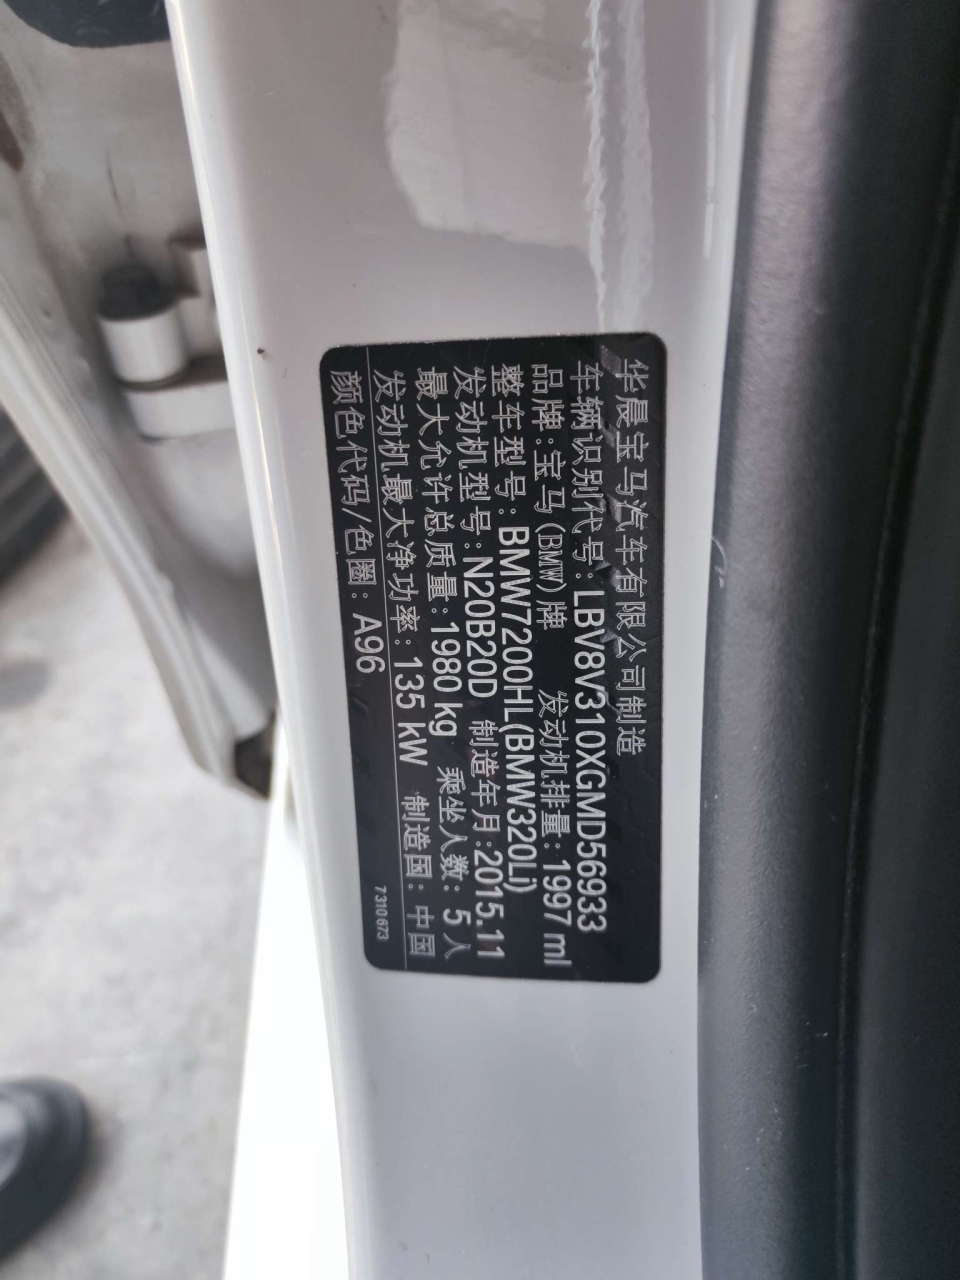 华晨宝马汽车有限公司制造
车辆识别代号:LBV8V310XGMD56933
品牌:宝马(BMW)牌 发动机排量:1997 ml
整车型号:BMW7200HL(BMW320Li)
发动机型号:N20B20D 制造年月:2015.11
最大允许总质量:1980 kg 乘坐人数: 5 人
发动机最大净功率: 135 kW 制造国: 中国
颜色代码/色圈: A96
7 310 673